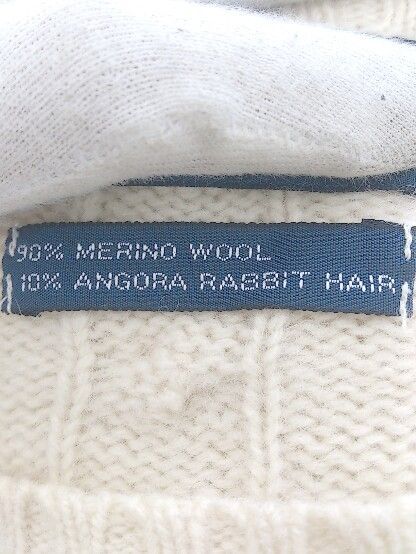 90% MERINO WOOL
10% ANGORA RABBIT HAIR